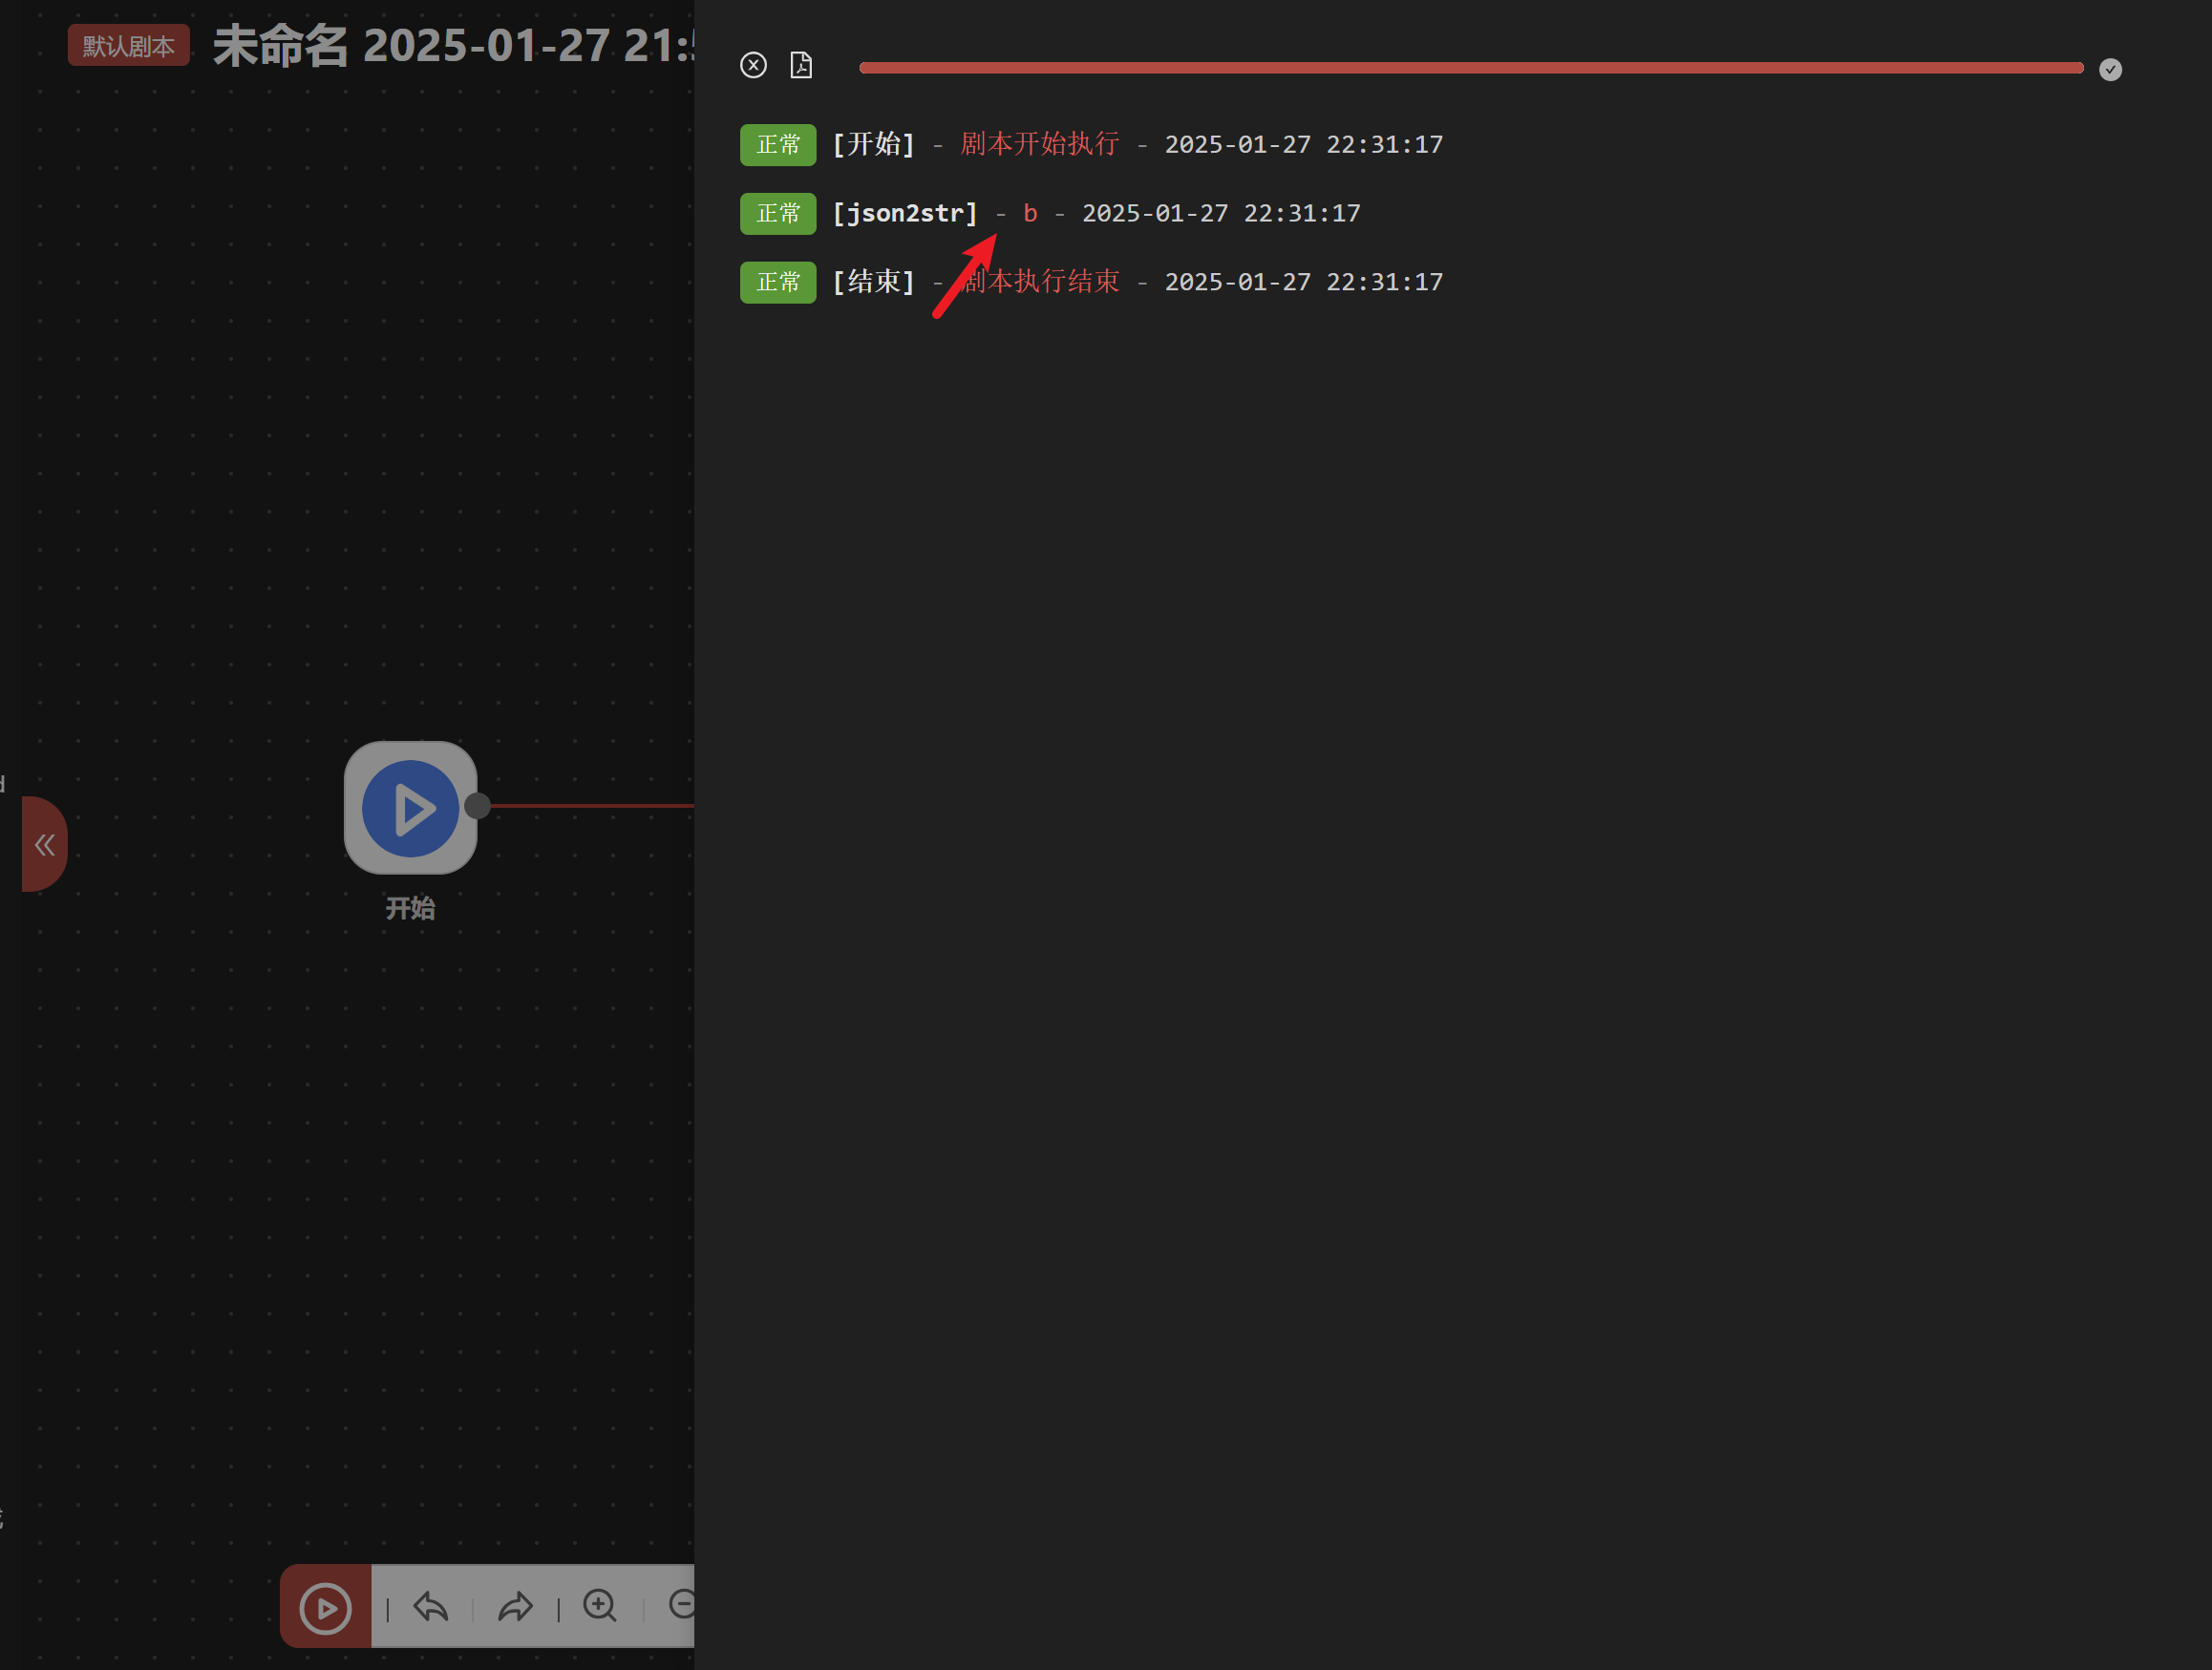 默认剧本 未命名 2025-01-27 21:
正常 [开始] - 剧本开始执行 - 2025-01-27 22:31:17
正常 [json2str] - b - 2025-01-27 22:31:17
正常 [结束] - 剧本执行结束 - 2025-01-27 22:31:17
开始